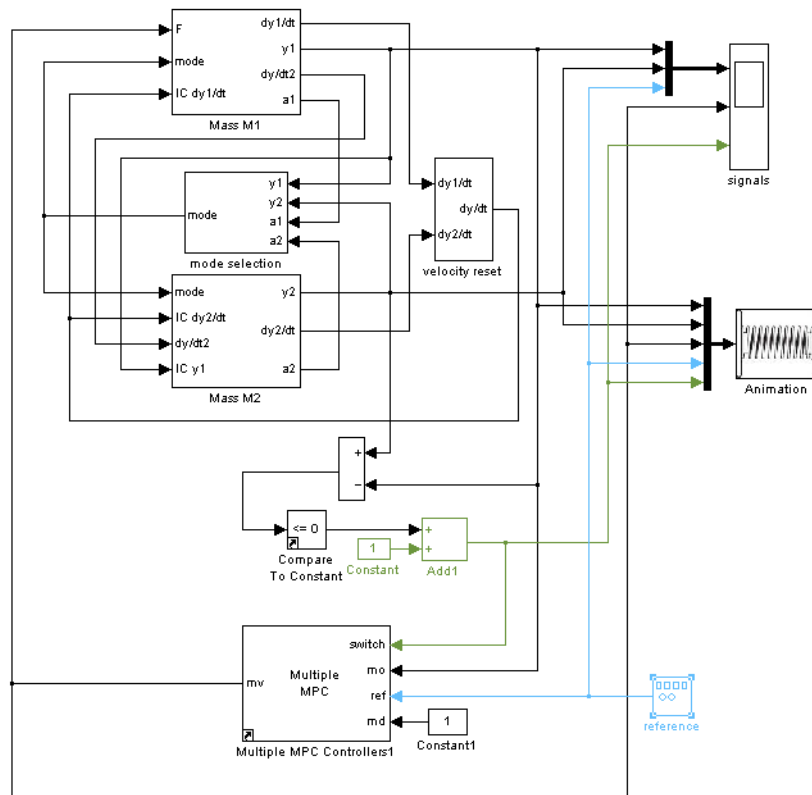 F
mode
IC dy1/dt
dy1/dt
y1
dy/dt2
a1
Mass M1
signals
mode
y1
y2
a1
a2
mode selection
dy1/dt
dy2/dt
dy/dt
velocity reset
mode
IC dy2/dt
dy/dt2
IC y1
y2
dy2/dt
a2
Mass M2
Animation
+
−
<= 0
Compare
To Constant
1
Constant
+
+
Add1
mv
Multiple
MPC
switch
mo
ref
md
Multiple MPC Controllers1
1
Constant1
reference